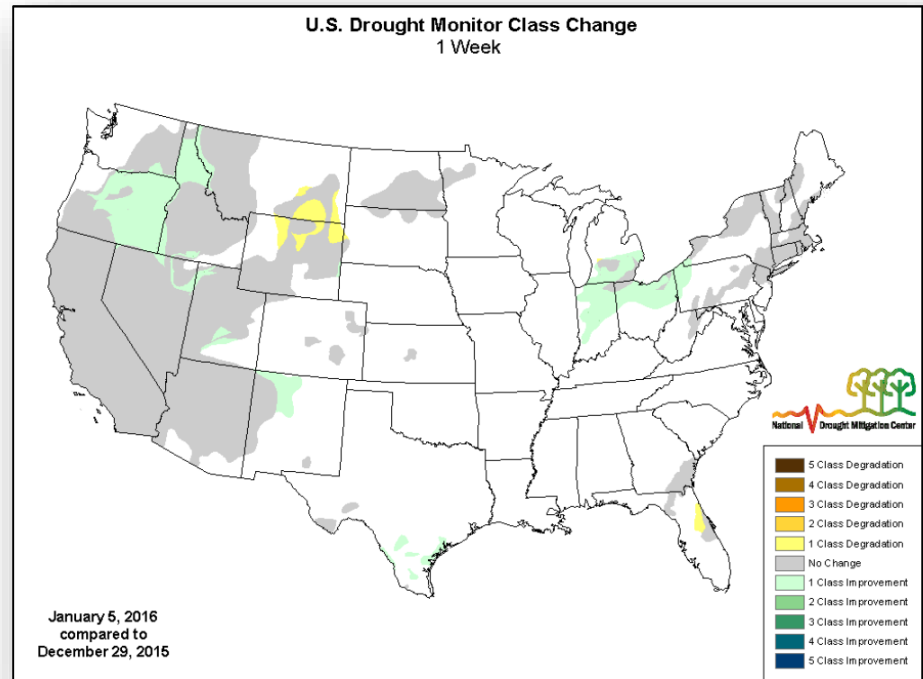 U.S. Drought Monitor Class Change
1 Week
National Drought Mitigation Center
5 Class Degradation
4 Class Degradation
3 Class Degradation
2 Class Degradation
1 Class Degradation
No Change
1 Class Improvement
2 Class Improvement
3 Class Improvement
4 Class Improvement
5 Class Improvement
January 5, 2016
compared to
December 29, 2015